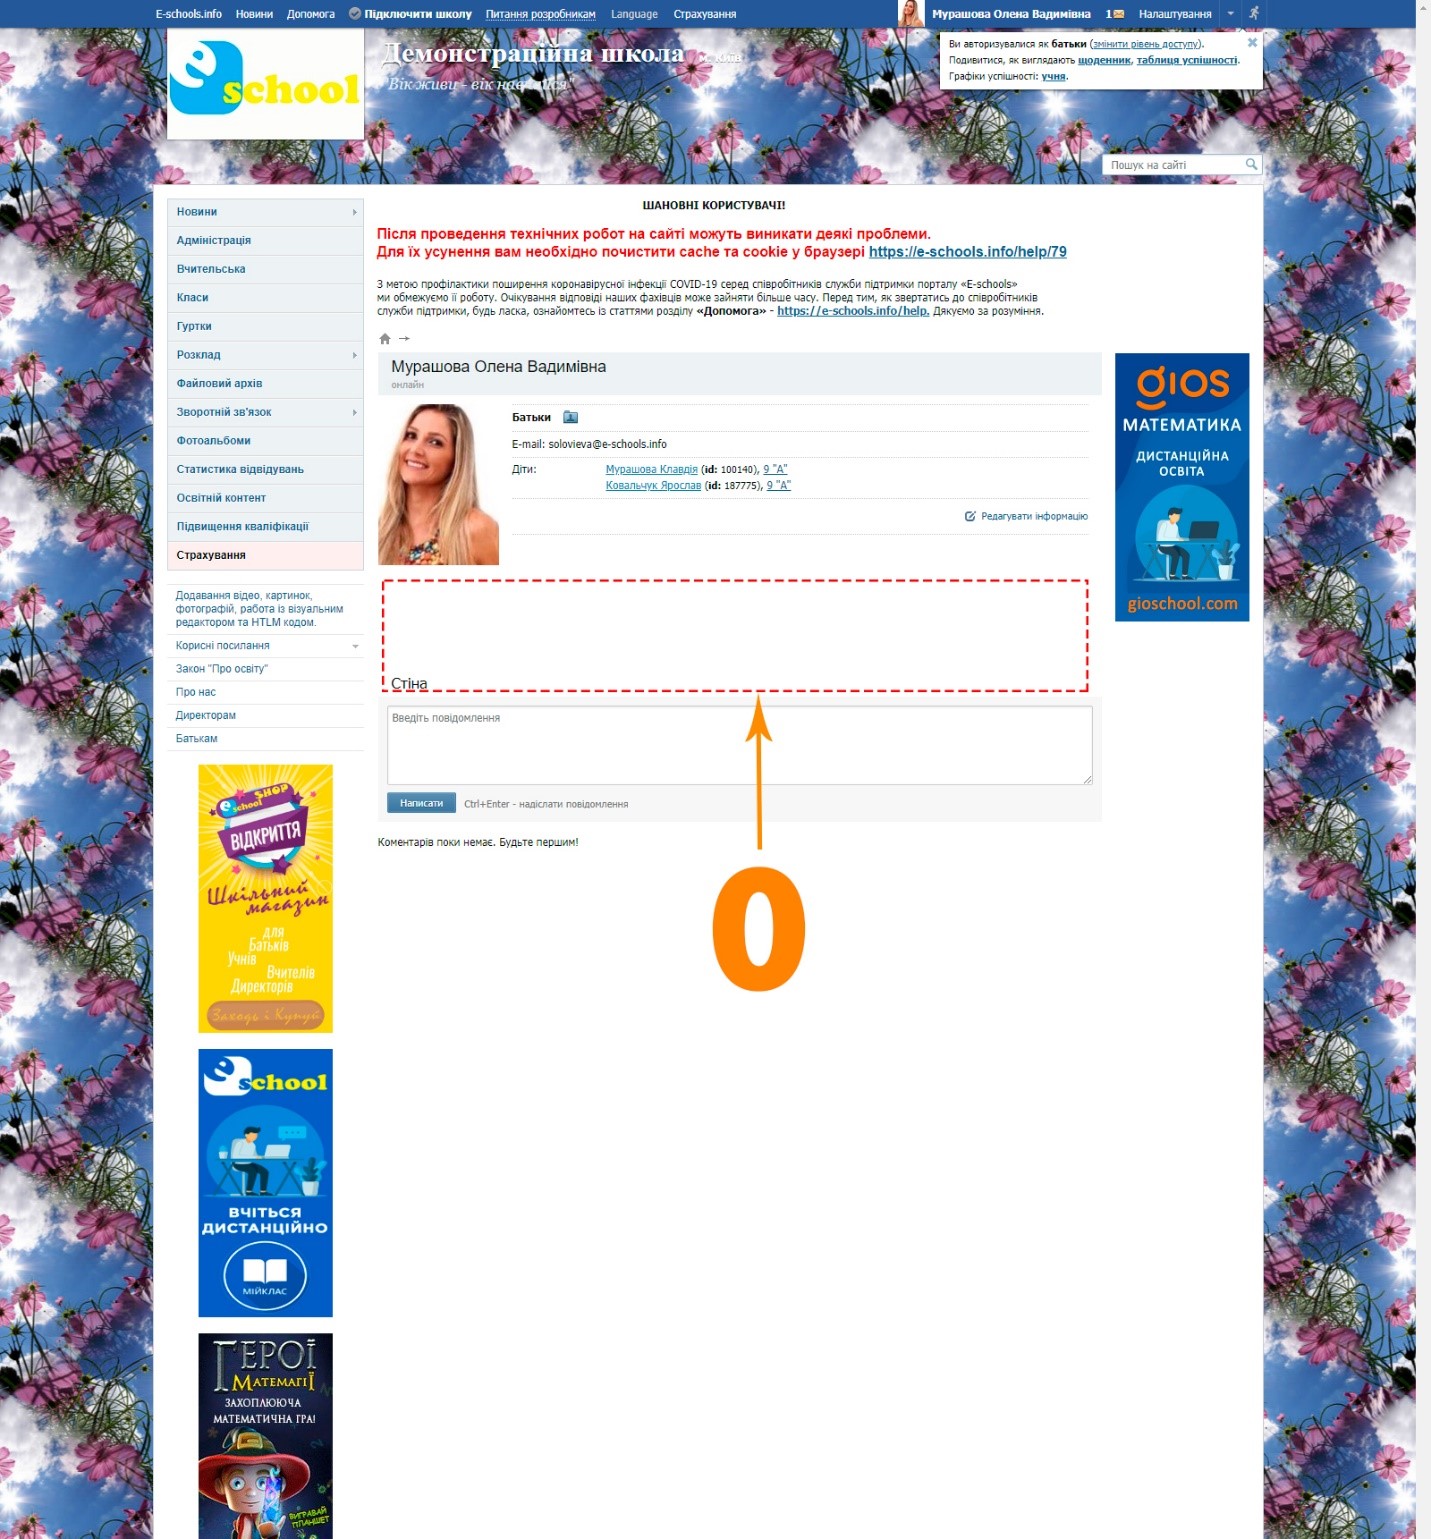 E-schools.info Новини Допомога Підключити школу Питання розробникам Language Страхування Мурашова Олена Вадимівна 1 Налаштування
e school
Демонстраційна школа м. Київ
"Вік живи - вік навчайся"
Ви авторизувалися як батьки (змінити рівень доступу).
Подивитися, як виглядають щоденник, таблиця успішності.
Графіки успішності: учня.
Пошук на сайті
Новини
Адміністрація
Вчительська
Класи
Гуртки
Розклад
Файловий архів
Зворотній зв'язок
Фотоальбоми
Статистика відвідувань
Освітній контент
Підвищення кваліфікації
Страхування
Додавання відео, картинок,
фотографій, работа із візуальним
редактором та HTLM кодом.
Корисні посилання
Закон "Про освіту"
Про нас
Директорам
Батькам
e school SHOP
ВІДКРИТТЯ
Шкільний
магазин
для
Батьків
Учнів
Вчителів
Директорів
Заходь і Купуй
e school
ВЧІТЬСЯ
ДИСТАНЦІЙНО
МІЙКЛАС
ГЕРОЇ
МАТЕМАГІЇ
ЗАХОПЛЮЮЧА
МАТЕМАТИЧНА ГРА!
ВИГРАВАЙ
ПЛАНШЕТ
ШАНОВНІ КОРИСТУВАЧІ!
Після проведення технічних робот на сайті можуть виникати деякі проблеми.
Для їх усунення вам необхідно почистити cache та cookie у браузері https://e-schools.info/help/79
З метою профілактики поширення коронавірусної інфекції COVID-19 серед співробітників служби підтримки порталу «E-schools»
ми обмежуємо її роботу. Очікування відповіді наших фахівців може зайняти більше часу. Перед тим, як звертатись до співробітників
служби підтримки, будь ласка, ознайомтесь із статтями розділу «Допомога» - https://e-schools.info/help. Дякуємо за розуміння.
Мурашова Олена Вадимівна
онлайн
Батьки
E-mail: solovieva@e-schools.info
Діти: Мурашова Клавдія (id: 100140), 9 "А"
Ковальчук Ярослав (id: 187775), 9 "А"
Редагувати інформацію
Стіна
Введіть повідомлення
Написати Ctrl+Enter - надіслати повідомлення
Коментарів поки немає. Будьте першим!
0
gios
МАТЕМАТИКА
ДИСТАНЦІЙНА
ОСВІТА
gioschool.com